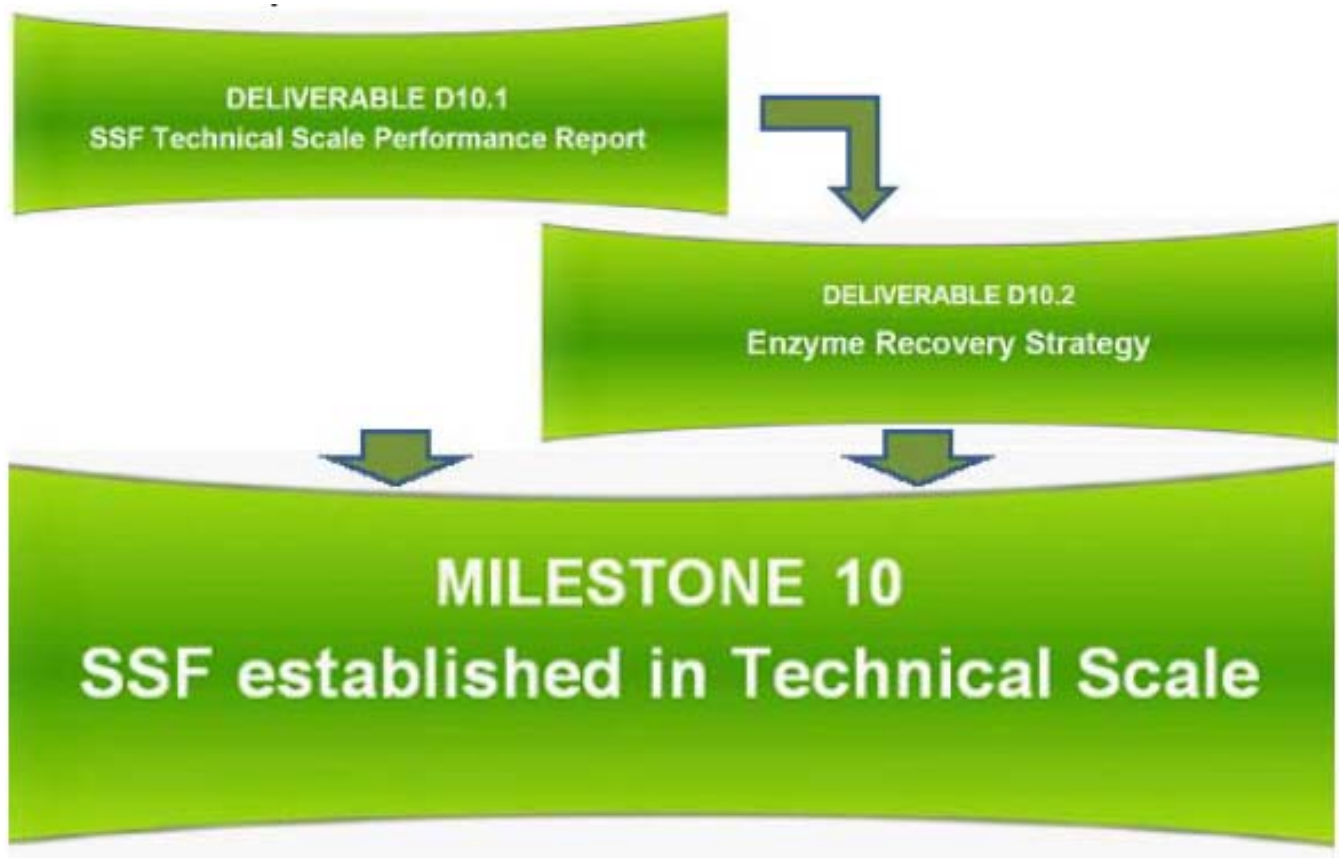 DELIVERABLE D10.1
SSF Technical Scale Performance Report
DELIVERABLE D10.2
Enzyme Recovery Strategy
MILESTONE 10
SSF established in Technical Scale